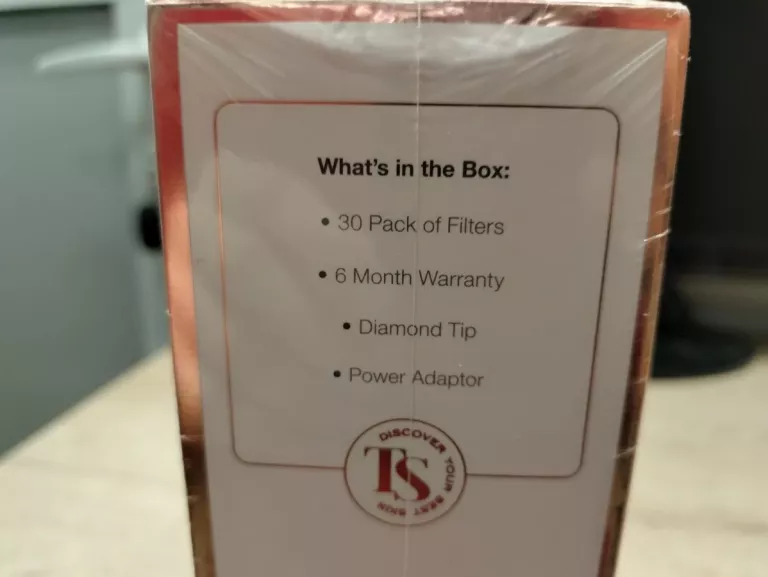 What's in the Box:
• 30 Pack of Filters
• 6 Month Warranty
• Diamond Tip
• Power Adaptor
DISCOVER YOUR BEST SKIN
TS